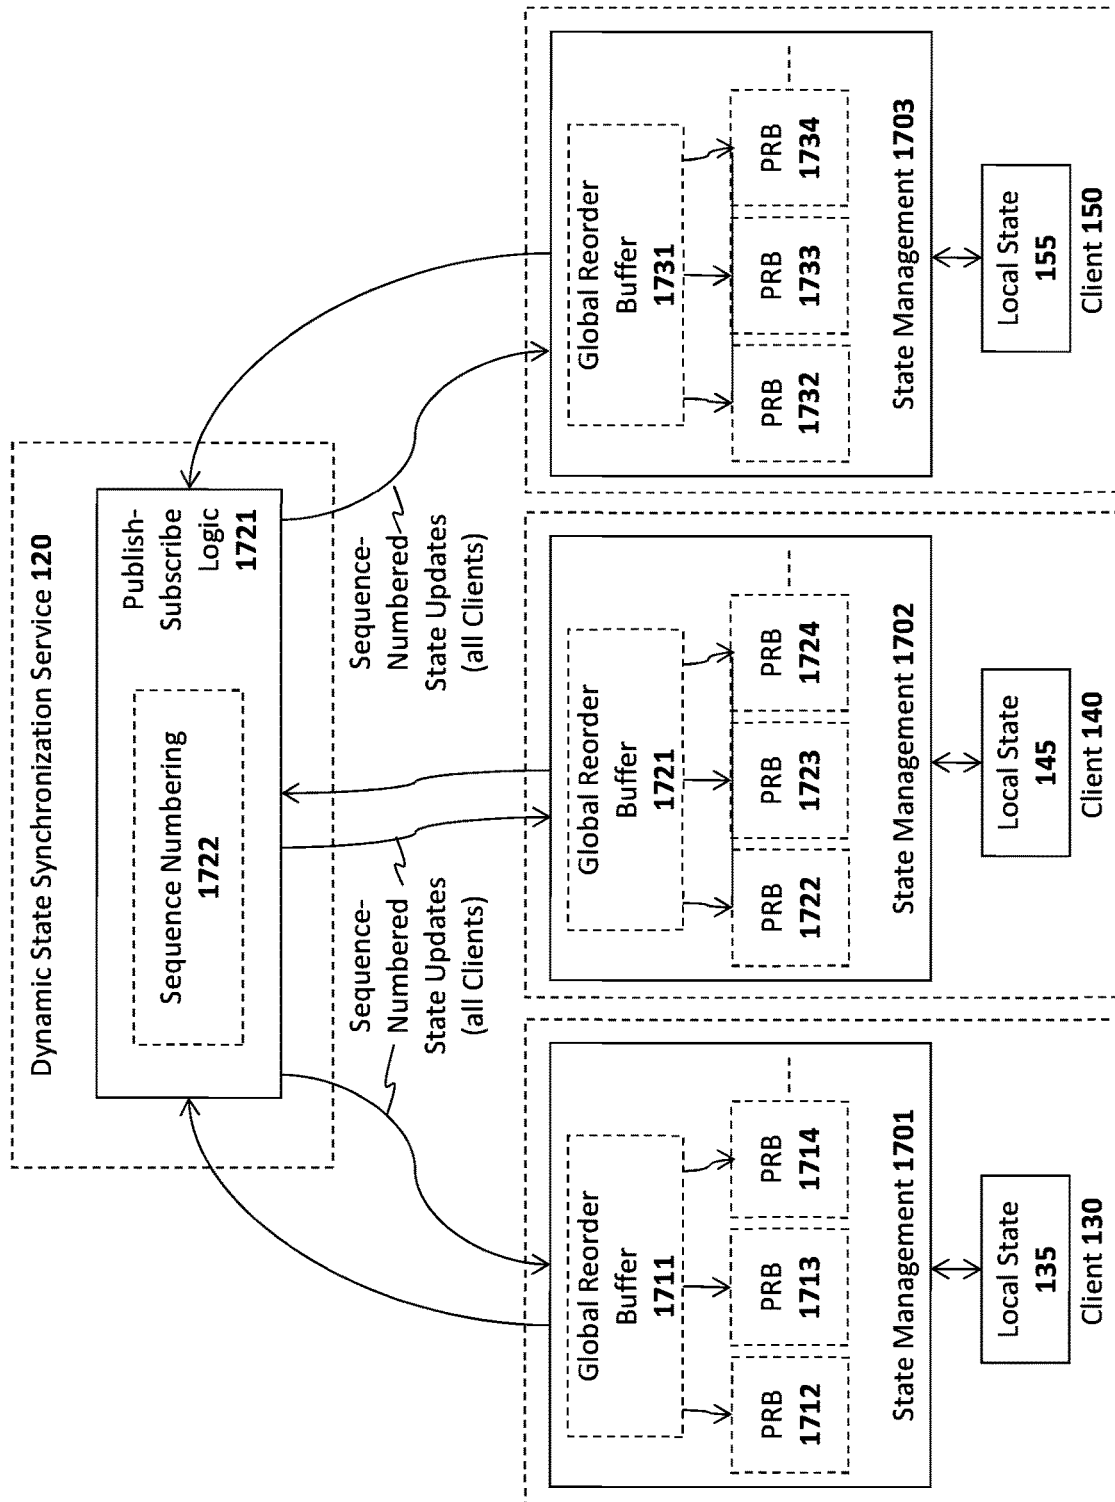 Dynamic State Synchronization Service 120
Sequence Numbering
1722
Publish-
Subscribe
Logic
1721
Sequence-
Numbered
State Updates
(all Clients)
Sequence-
Numbered
State Updates
(all Clients)
Global Reorder
Buffer
1711
PRB
1712
PRB
1713
PRB
1714
State Management 1701
Local State
135
Client 130
Global Reorder
Buffer
1721
PRB
1722
PRB
1723
PRB
1724
State Management 1702
Local State
145
Client 140
Global Reorder
Buffer
1731
PRB
1732
PRB
1733
PRB
1734
State Management 1703
Local State
155
Client 150